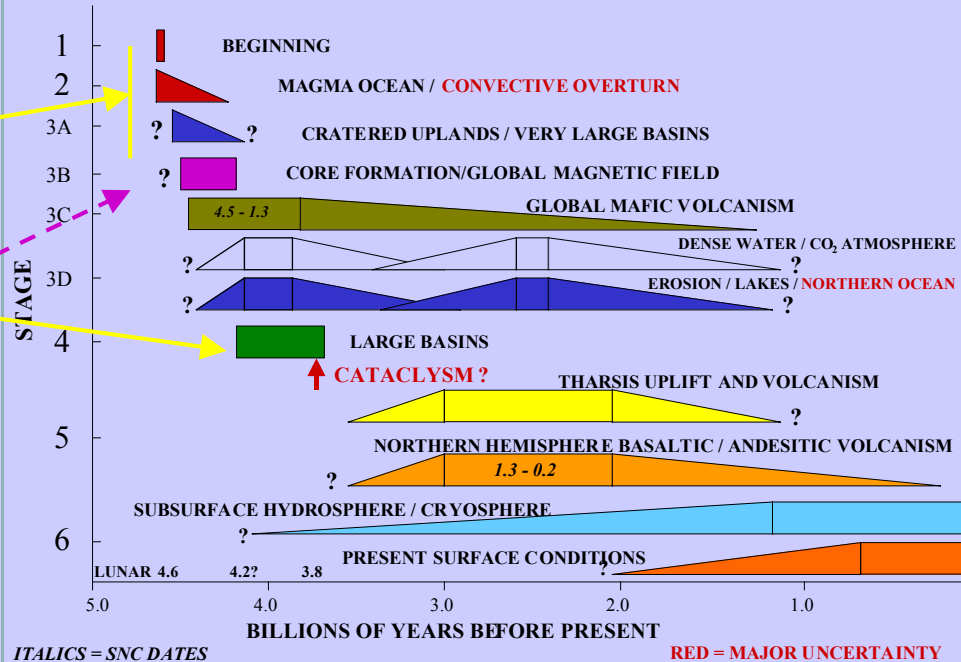 1 BEGINNING
2 MAGMA OCEAN / CONVECTIVE OVERTURN
3A ? ? CRATERED UPLANDS / VERY LARGE BASINS
3B ? CORE FORMATION/GLOBAL MAGNETIC FIELD
3C 4.5 - 1.3 GLOBAL MAFIC VOLCANISM
DENSE WATER / CO₂ ATMOSPHERE
? ?
3D EROSION / LAKES / NORTHERN OCEAN
? ?
STAGE
4 LARGE BASINS
CATACLYSM ?
THARSIS UPLIFT AND VOLCANISM
?
5 NORTHERN HEMISPHERE BASALTIC / ANDESITIC VOLCANISM
? 1.3 - 0.2
SUBSURFACE HYDROSPHERE / CRYOSPHERE
?
6 PRESENT SURFACE CONDITIONS
?
LUNAR 4.6 4.2? 3.8
5.0 4.0 3.0 2.0 1.0
BILLIONS OF YEARS BEFORE PRESENT
ITALICS = SNC DATES RED = MAJOR UNCERTAINTY